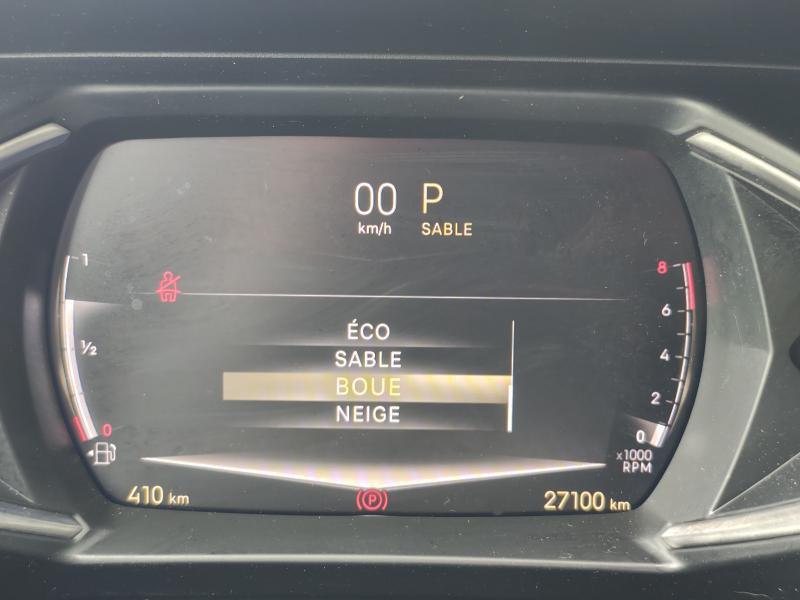 00 P
km/h SABLE
1
8
6
½
4
2
0
0
ÉCO
SABLE
BOUE
NEIGE
x1000
RPM
P
410 km
27100 km